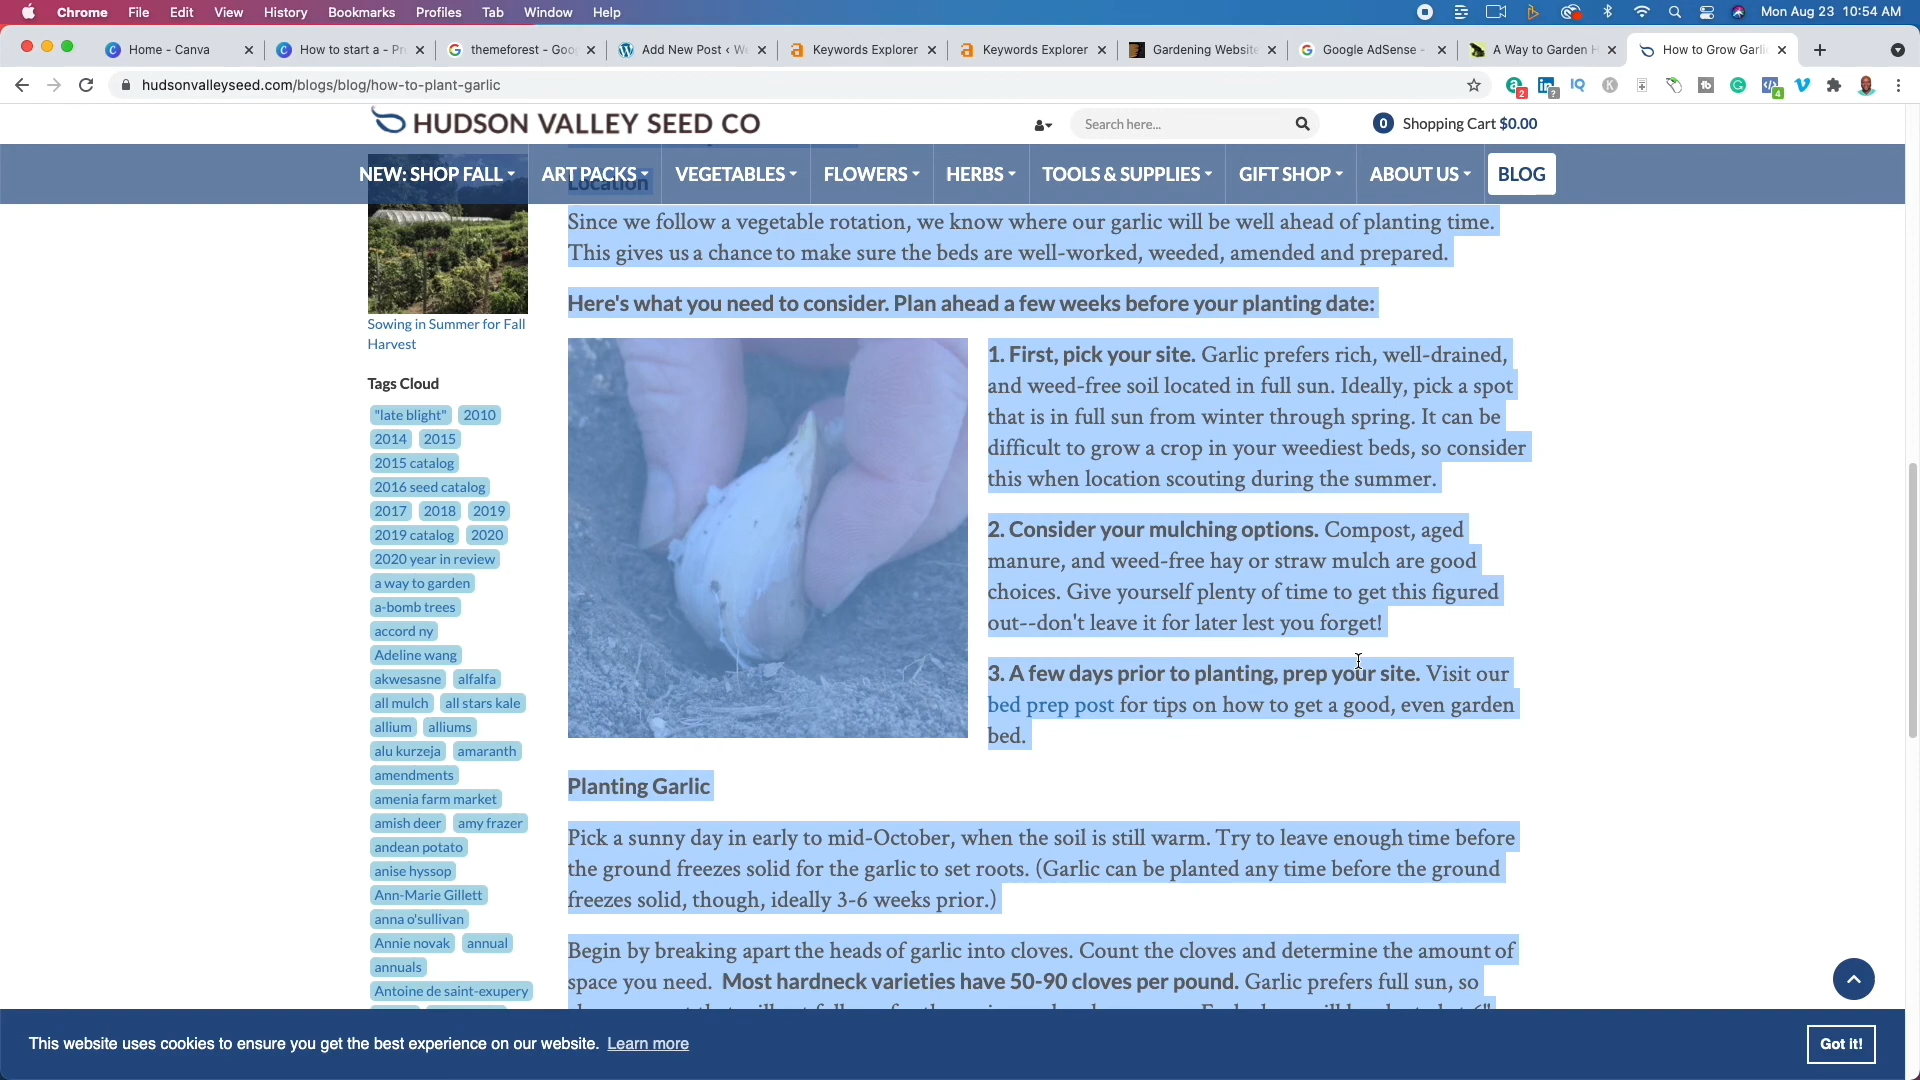 Chrome File Edit View History Bookmarks Profiles Tab Window Help Mon Aug 23 10:54 AM
Home - Canva How to start a - Pr themeforest - Goo Add New Post ‹ W Keywords Explorer Keywords Explorer Gardening Website Google AdSense - A Way to Garden H How to Grow Garli
hudsonvalleyseed.com/blogs/blog/how-to-plant-garlic
HUDSON VALLEY SEED CO Search here... 0 Shopping Cart $0.00
NEW: SHOP FALL ART PACKS VEGETABLES FLOWERS HERBS TOOLS & SUPPLIES GIFT SHOP ABOUT US BLOG
Location
Sowing in Summer for Fall
Harvest
Tags Cloud
"late blight" 2010
2014 2015
2015 catalog
2016 seed catalog
2017 2018 2019
2019 catalog 2020
2020 year in review
a way to garden
a-bomb trees
accord ny
Adeline wang
akwesasne alfalfa
all mulch all stars kale
allium alliums
alu kurzeja amaranth
amendments
amenia farm market
amish deer amy frazer
andean potato
anise hyssop
Ann-Marie Gillett
anna o'sullivan
Annie novak annual
annuals
Antoine de saint-exupery
Since we follow a vegetable rotation, we know where our garlic will be well ahead of planting time.
This gives us a chance to make sure the beds are well-worked, weeded, amended and prepared.
Here's what you need to consider. Plan ahead a few weeks before your planting date:
1. First, pick your site. Garlic prefers rich, well-drained,
and weed-free soil located in full sun. Ideally, pick a spot
that is in full sun from winter through spring. It can be
difficult to grow a crop in your weediest beds, so consider
this when location scouting during the summer.
2. Consider your mulching options. Compost, aged
manure, and weed-free hay or straw mulch are good
choices. Give yourself plenty of time to get this figured
out--don't leave it for later lest you forget!
3. A few days prior to planting, prep your site. Visit our
bed prep post for tips on how to get a good, even garden
bed.
Planting Garlic
Pick a sunny day in early to mid-October, when the soil is still warm. Try to leave enough time before
the ground freezes solid for the garlic to set roots. (Garlic can be planted any time before the ground
freezes solid, though, ideally 3-6 weeks prior.)
Begin by breaking apart the heads of garlic into cloves. Count the cloves and determine the amount of
space you need. Most hardneck varieties have 50-90 cloves per pound. Garlic prefers full sun, so
This website uses cookies to ensure you get the best experience on our website. Learn more Got it!